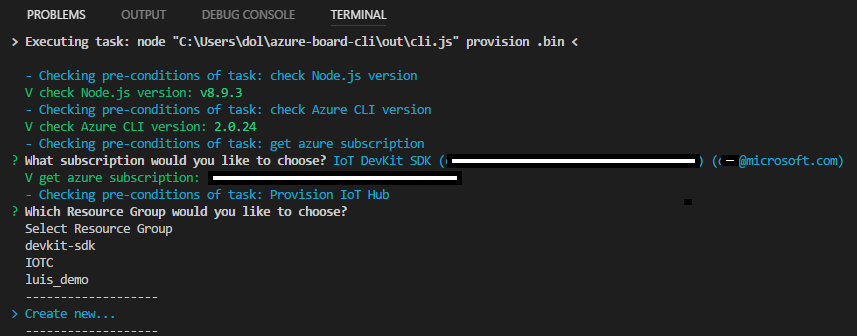 PROBLEMS OUTPUT DEBUG CONSOLE TERMINAL
> Executing task: node "C:\Users\dol\azure-board-cli\out\cli.js" provision .bin <
- Checking pre-conditions of task: check Node.js version
V check Node.js version: v8.9.3
- Checking pre-conditions of task: check Azure CLI version
V check Azure CLI version: 2.0.24
- Checking pre-conditions of task: get azure subscription
? What subscription would you like to choose? IoT DevKit SDK ( ) ( @microsoft.com)
V get azure subscription:
- Checking pre-conditions of task: Provision IoT Hub
? Which Resource Group would you like to choose?
Select Resource Group
devkit-sdk
IOTC
luis_demo
-------------------
> Create new...
-------------------